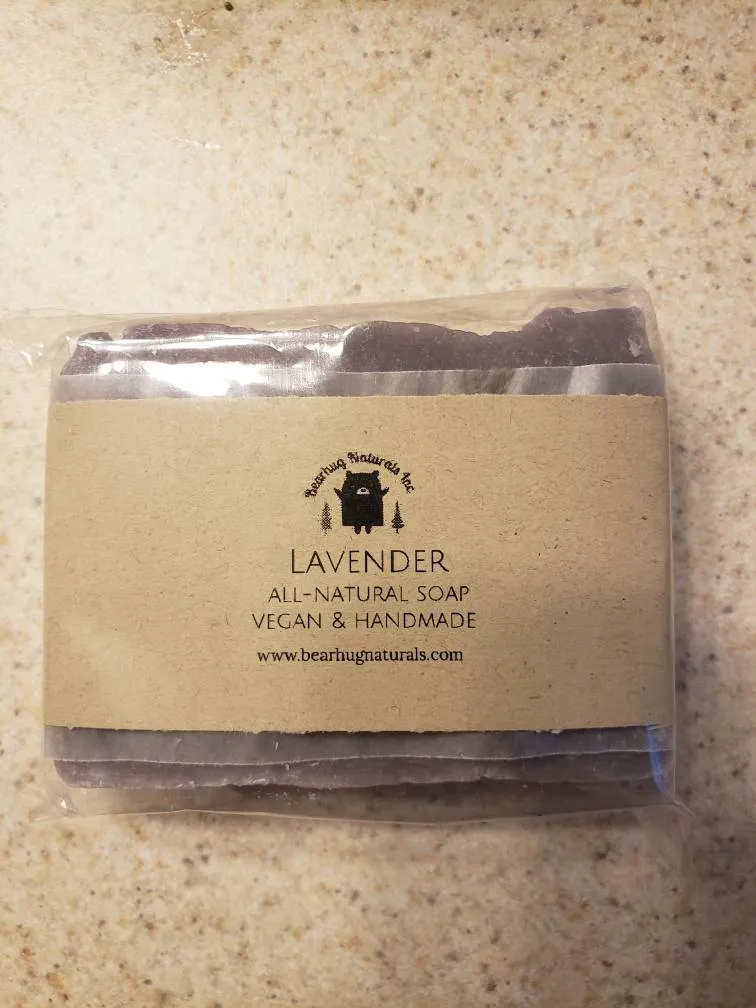 Bearhug Naturals Inc
LAVENDER
ALL-NATURAL SOAP
VEGAN & HANDMADE
www.bearhugnaturals.com